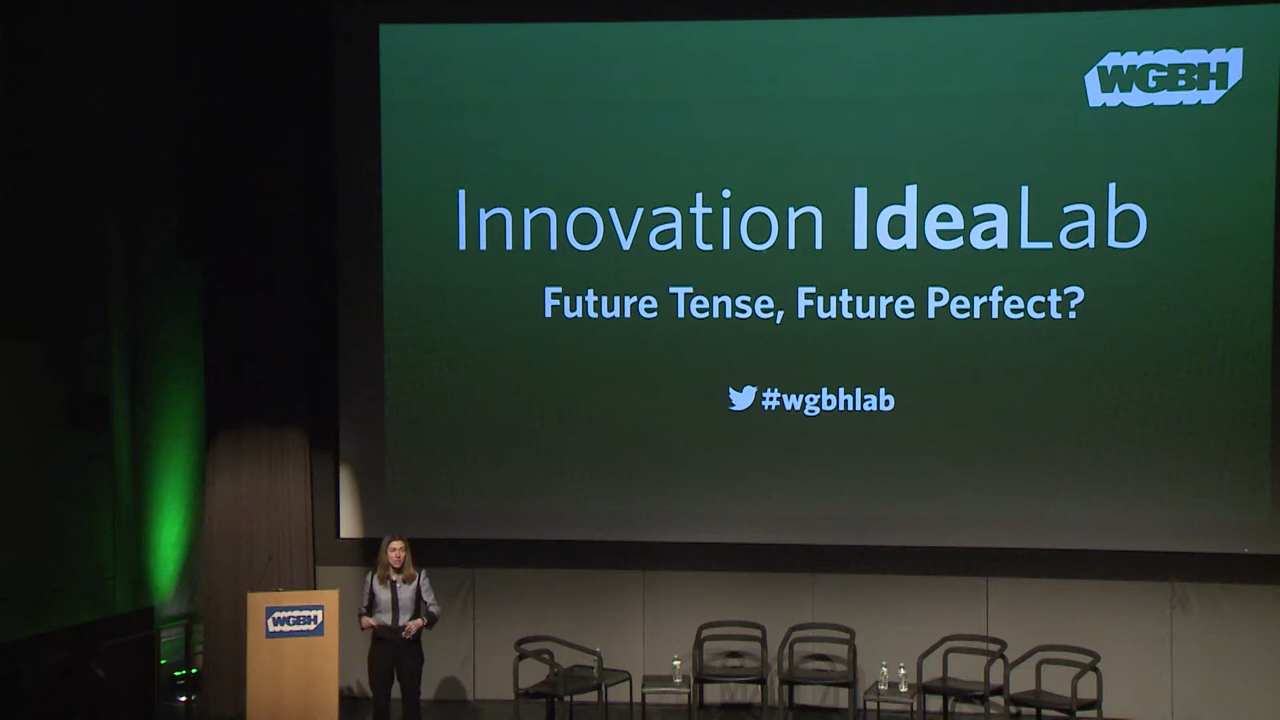 WGBH
Innovation IdeaLab
Future Tense, Future Perfect?
#wgbhlab
WGBH